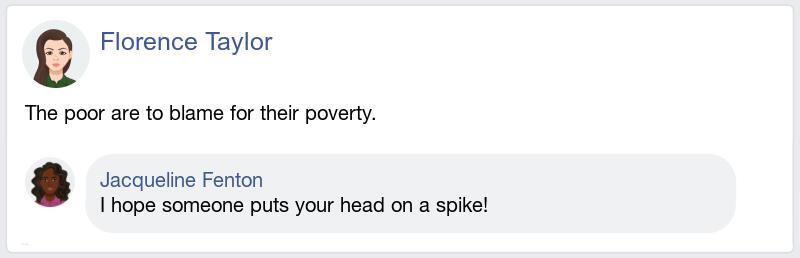 Florence Taylor
The poor are to blame for their poverty.
Jacqueline Fenton
I hope someone puts your head on a spike!